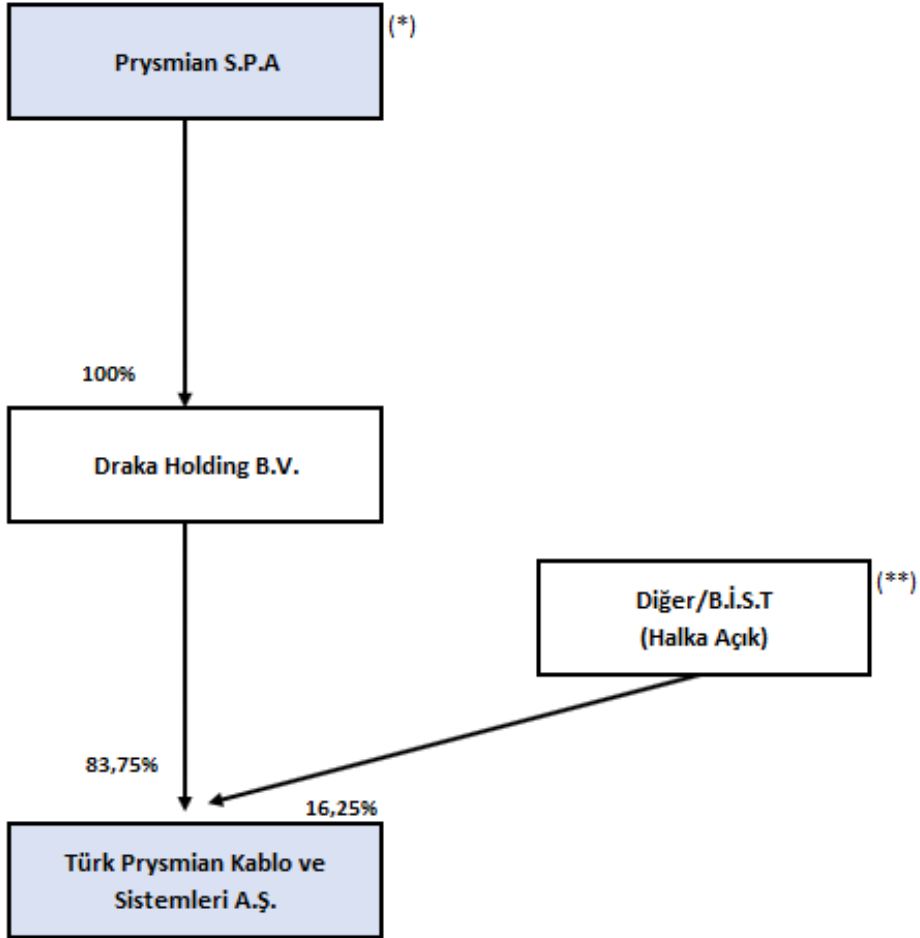 Prysmian S.P.A
(*)
100%
Draka Holding B.V.
Diğer/B.İ.S.T
(Halka Açık)
(**)
83,75%
16,25%
Türk Prysmian Kablo ve
Sistemleri A.Ş.